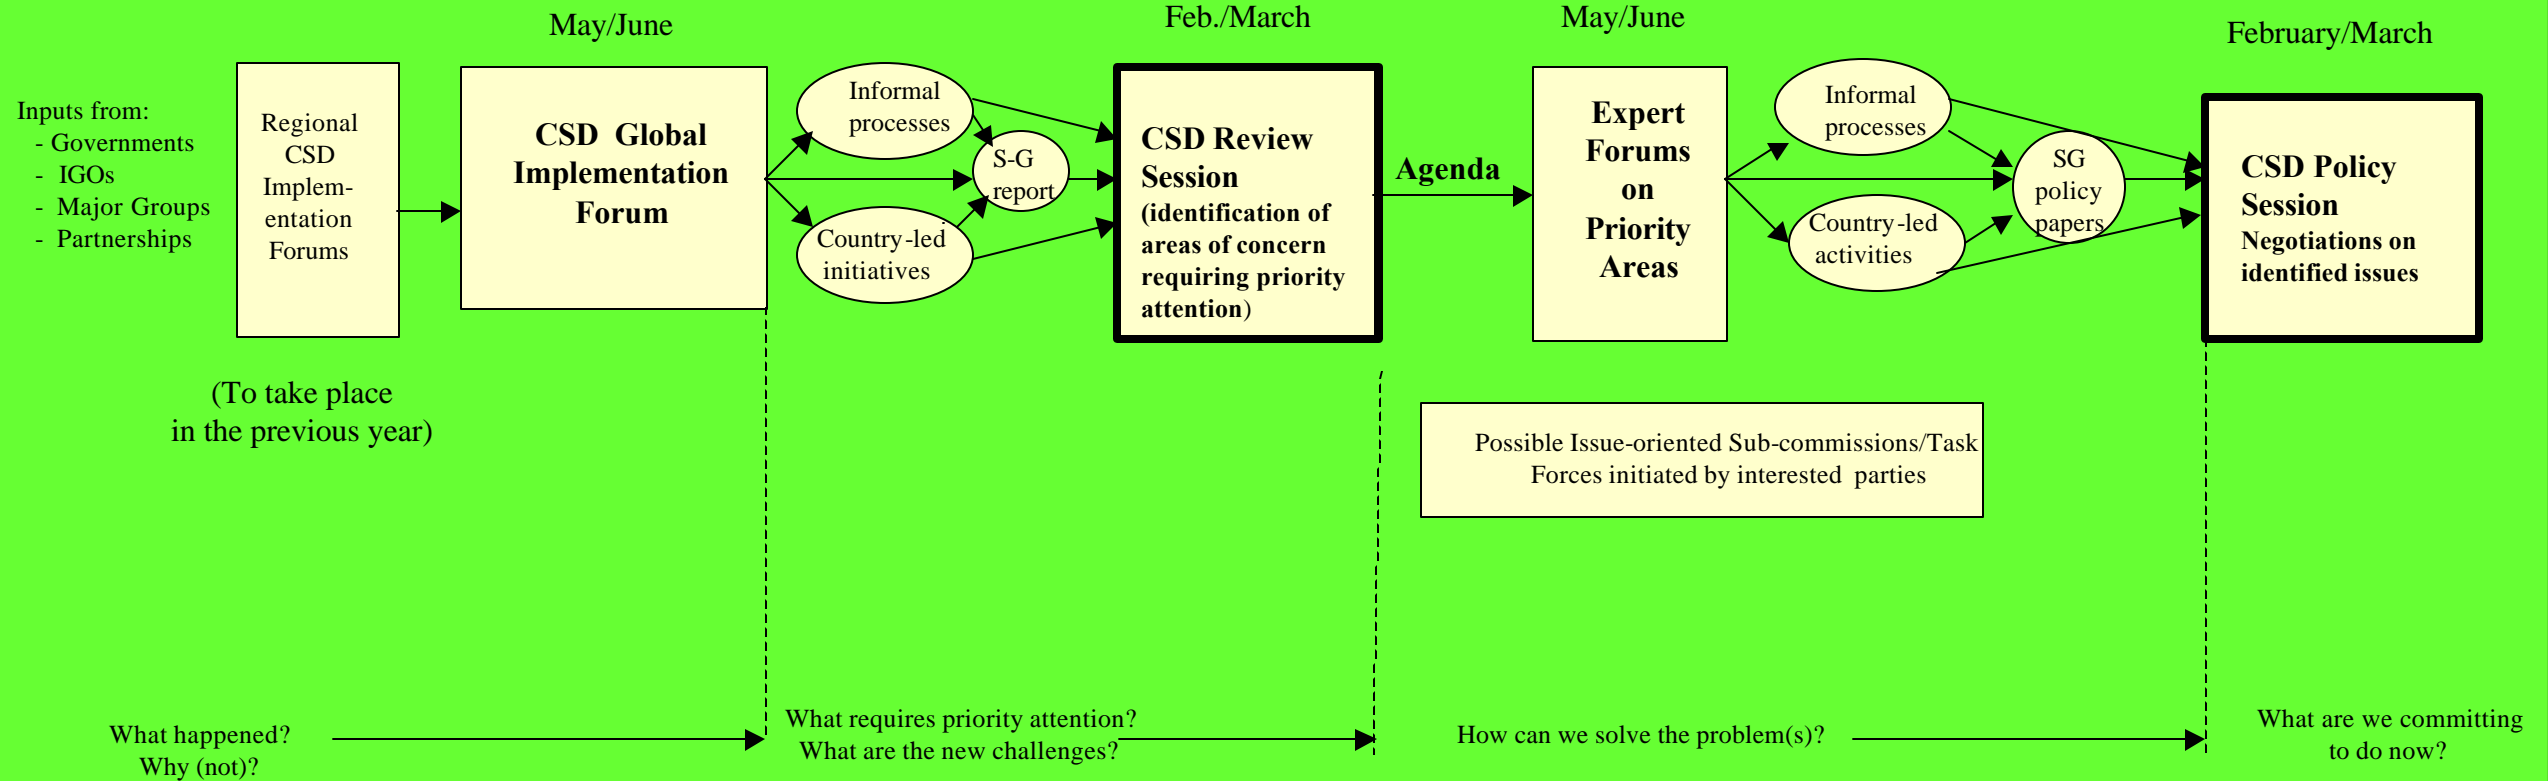 May/June
Feb./March
May/June
February/March
Inputs from:
- Governments
- IGOs
- Major Groups
- Partnerships
Regional
CSD
Implem-
entation
Forums
(To take place
in the previous year)
CSD Global
Implementation
Forum
Informal
processes
S-G
report
Country-led
initiatives
CSD Review
Session
(identification of
areas of concern
requiring priority
attention)
Agenda
Expert
Forums
on
Priority
Areas
Informal
processes
SG
policy
papers
Country-led
activities
CSD Policy
Session
Negotiations on
identified issues
Possible Issue-oriented Sub-commissions/Task
Forces initiated by interested parties
What happened?
Why (not)?
What requires priority attention?
What are the new challenges?
How can we solve the problem(s)?
What are we committing
to do now?